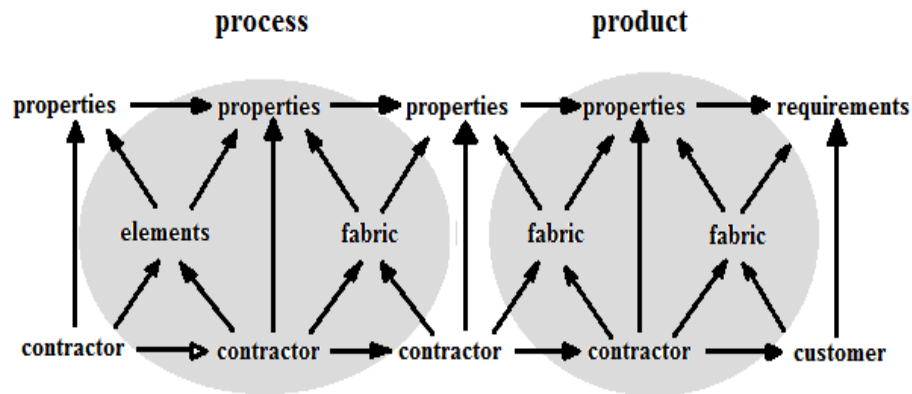 process product
properties properties properties properties requirements
elements fabric fabric fabric
contractor contractor contractor contractor customer